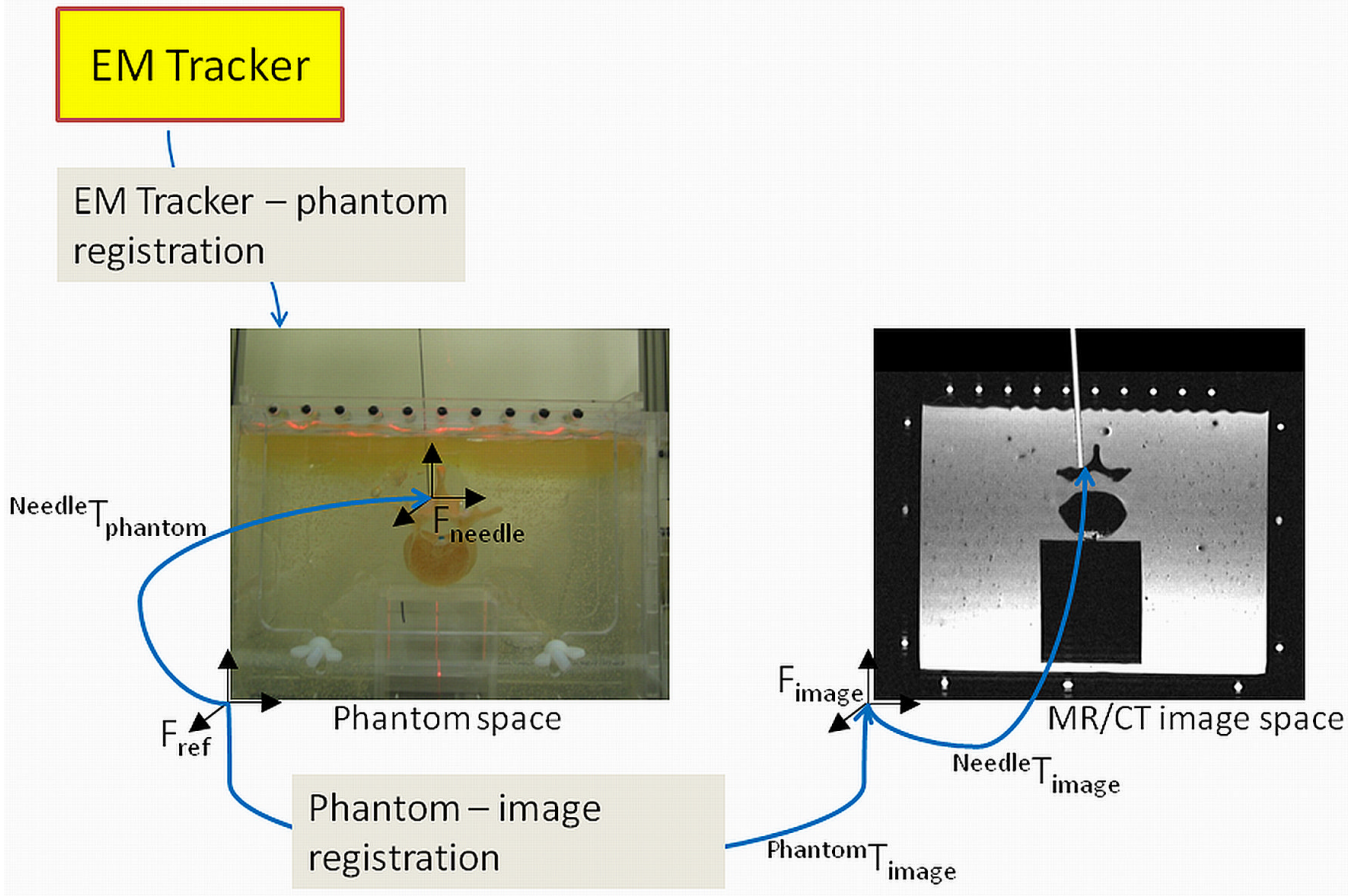 EM Tracker
EM Tracker – phantom
registration
NeedleTphantom
Fneedle
Fref
Phantom space
Fimage
MR/CT image space
NeedleTimage
Phantom – image
registration
PhantomTimage